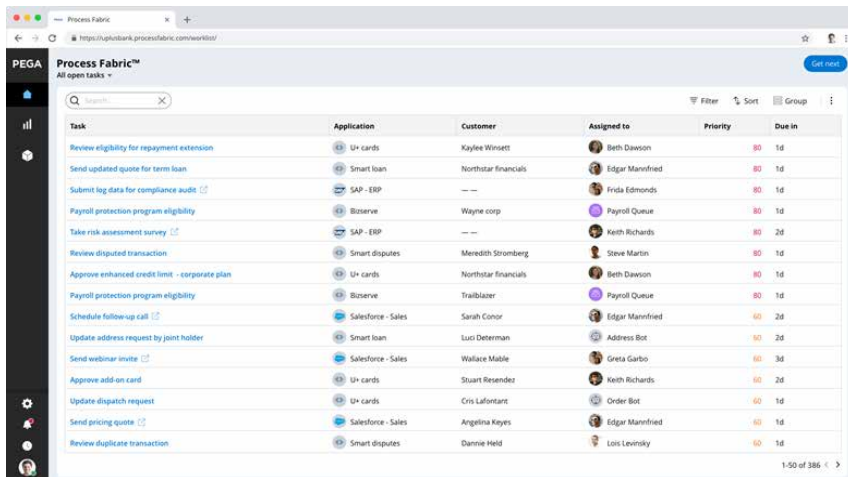 Process Fabric
https://uplusbank.processfabric.com/worklist/
PEGA
Process Fabric™
All open tasks
Get next
Search...
Filter Sort Group
Task Application Customer Assigned to Priority Due in
Review eligibility for repayment extension U+ cards Kaylee Winsett Beth Dawson 80 1d
Send updated quote for term loan Smart loan Northstar financials Edgar Mannfried 80 1d
Submit log data for compliance audit SAP - ERP — — Frida Edmonds 80 1d
Payroll protection program eligibility Bizserve Wayne corp Payroll Queue 80 1d
Take risk assessment survey SAP - ERP — — Keith Richards 80 2d
Review disputed transaction Smart disputes Meredith Stromberg Steve Martin 80 1d
Approve enhanced credit limit - corporate plan U+ cards Northstar financials Beth Dawson 80 1d
Payroll protection program eligibility Bizserve Trailblazer Payroll Queue 80 1d
Schedule follow-up call Salesforce - Sales Sarah Conor Edgar Mannfried 60 2d
Update address request by joint holder Smart loan Luci Determan Address Bot 60 2d
Send webinar invite Salesforce - Sales Wallace Mable Greta Garbo 60 3d
Approve add-on card U+ cards Stuart Resendez Keith Richards 60 2d
Update dispatch request U+ cards Cris Lafontant Order Bot 60 1d
Send pricing quote Salesforce - Sales Angelina Keyes Edgar Mannfried 60 1d
Review duplicate transaction Smart disputes Dannie Held Lois Levinsky 60 1d
1-50 of 386